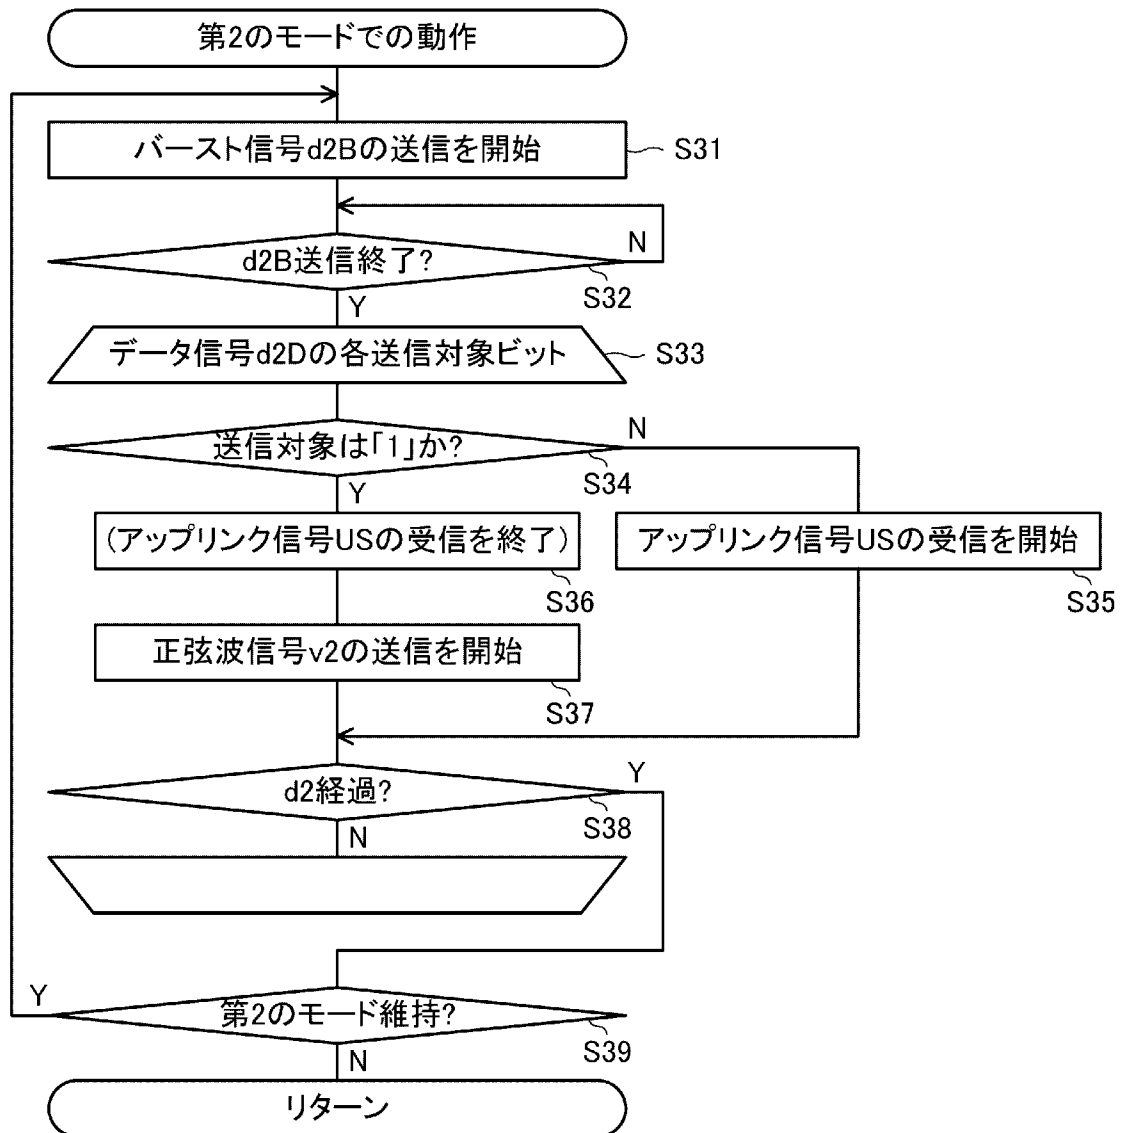 第2のモードでの動作
バースト信号d2Bの送信を開始
S31
d2B送信終了?
N
S32
Y
データ信号d2Dの各送信対象ビット
S33
送信対象は「1」か?
N
S34
Y
(アップリンク信号USの受信を終了)
アップリンク信号USの受信を開始
S36
S35
正弦波信号v2の送信を開始
S37
d2経過?
Y
S38
N
Y
第2のモード維持?
S39
N
リターン